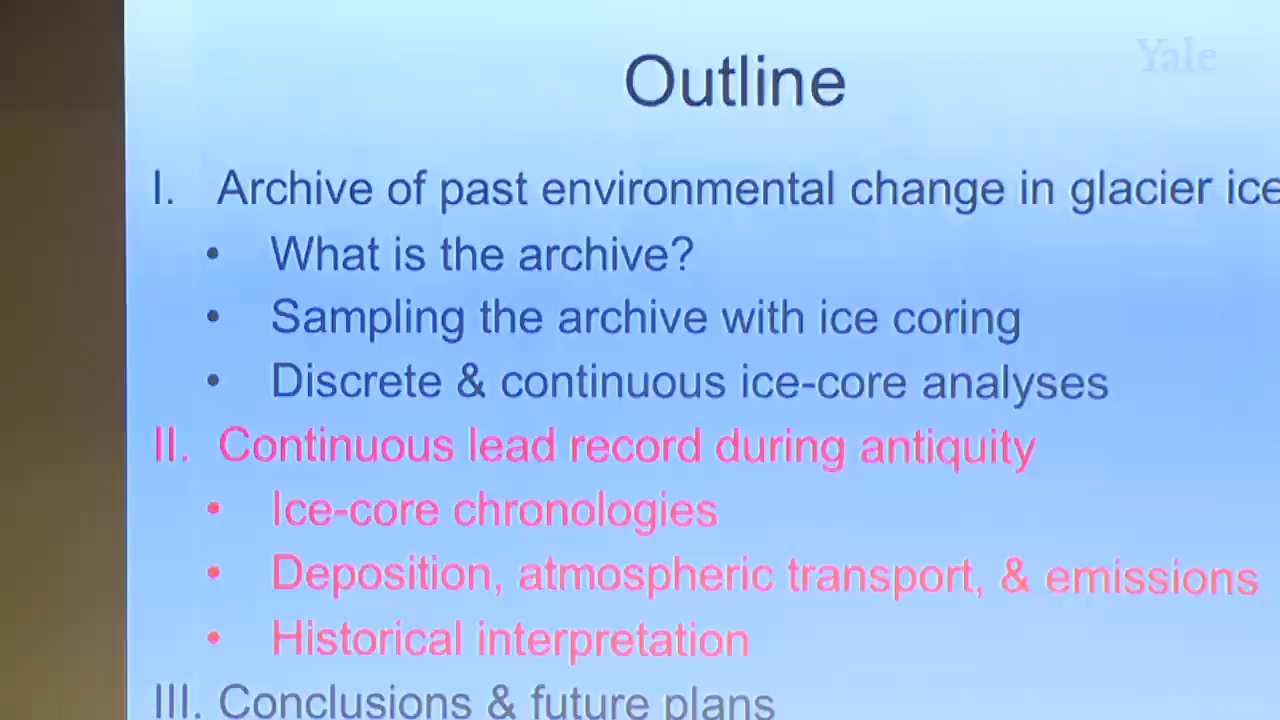 Yale
Outline
I. Archive of past environmental change in glacier ice
• What is the archive?
• Sampling the archive with ice coring
• Discrete & continuous ice-core analyses
II. Continuous lead record during antiquity
• Ice-core chronologies
• Deposition, atmospheric transport, & emissions
• Historical interpretation
III. Conclusions & future plans